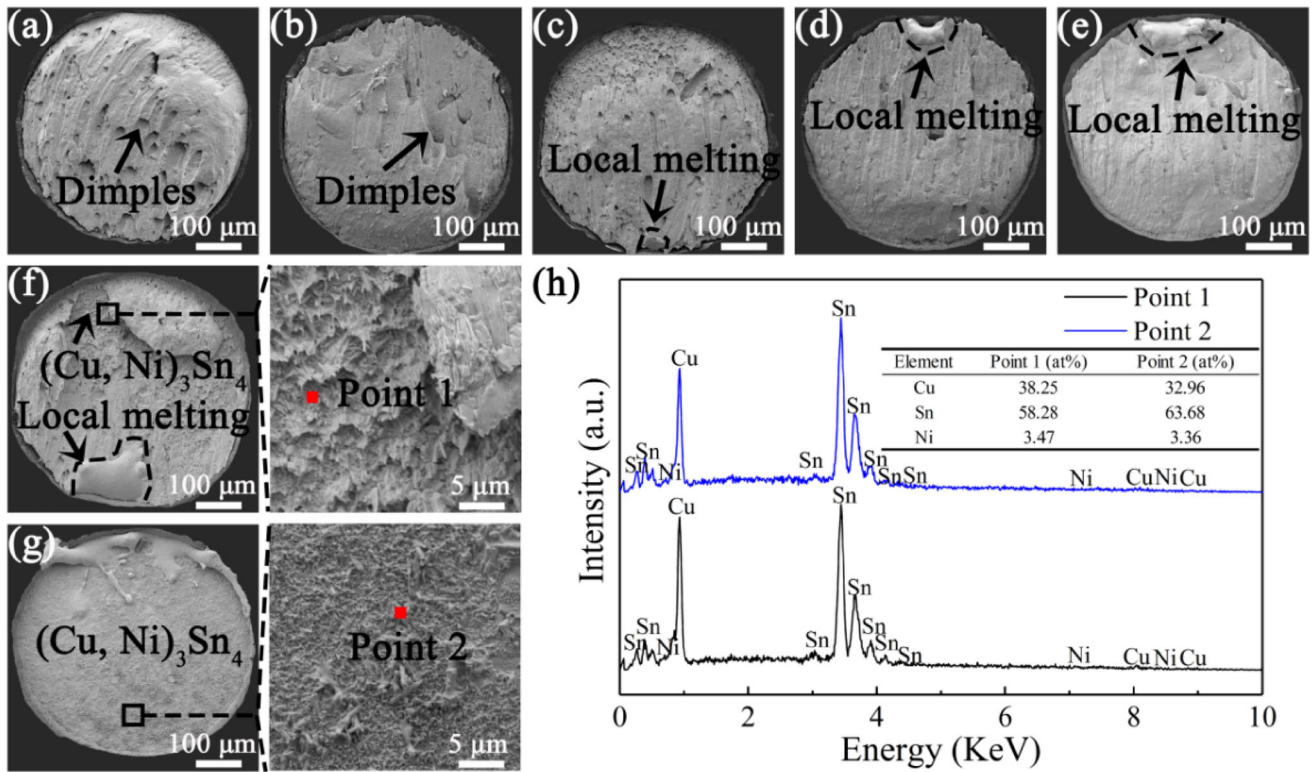 (a)
Dimples
100 μm
(b)
Dimples
100 μm
(c)
Local melting
100 μm
(d)
Local melting
100 μm
(e)
Local melting
100 μm
(f)
(Cu, Ni)3Sn4
Local melting
100 μm
Point 1
5 μm
(g)
(Cu, Ni)3Sn4
100 μm
Point 2
5 μm
(h)
Point 1
Point 2
Element Point 1 (at%) Point 2 (at%)
Cu 38.25 32.96
Sn 58.28 63.68
Ni 3.47 3.36
Sn
Cu
Sn
Sn Sn Ni Sn Sn Sn Sn Ni Cu Ni Cu
Sn
Cu
Sn
Sn Sn Ni Sn Sn Sn Sn Ni Cu Ni Cu
Intensity (a.u.)
0 2 4 6 8 10
Energy (KeV)